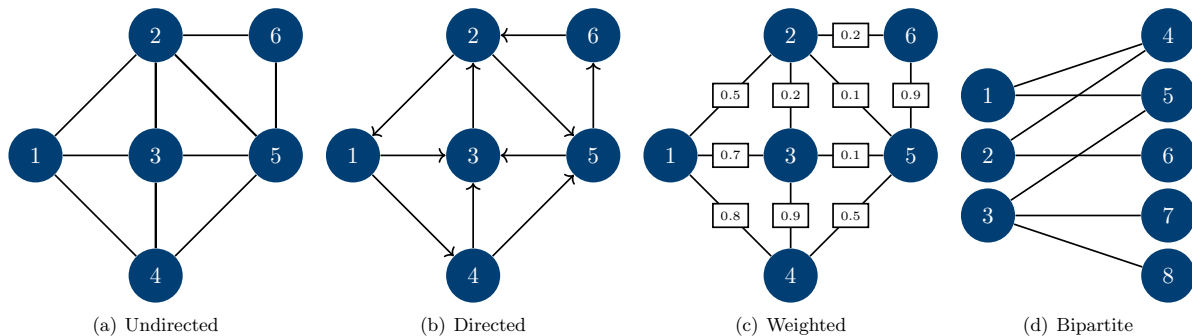 2 6
1 3 5
4
(a) Undirected
2 6
1 3 5
4
(b) Directed
2 0.2 6
0.5 0.2 0.1 0.9
1 0.7 3 0.1 5
0.8 0.9 0.5
4
(c) Weighted
4
1 5
2 6
3 7
8
(d) Bipartite